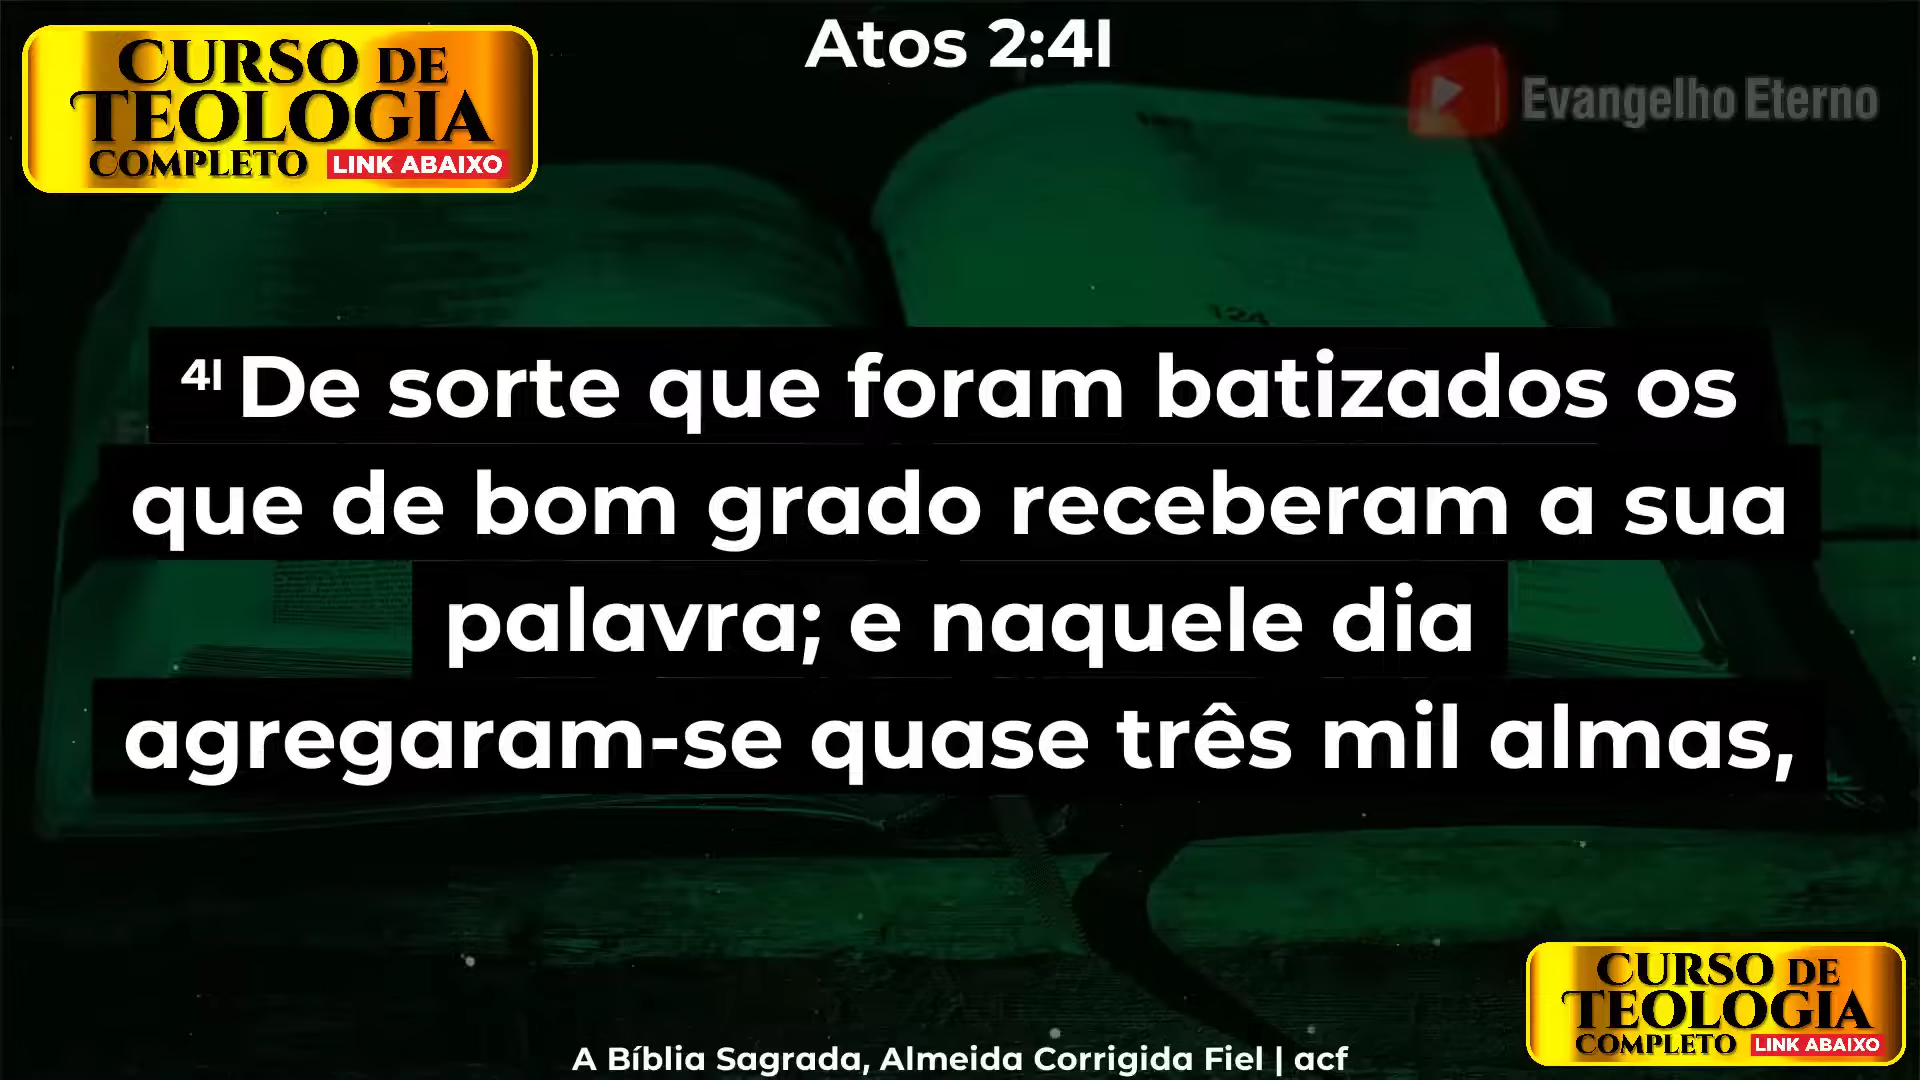 CURSO DE
TEOLOGIA
COMPLETO LINK ABAIXO
Atos 2:41
Evangelho Eterno
124
41 De sorte que foram batizados os
que de bom grado receberam a sua
palavra; e naquele dia
agregaram-se quase três mil almas,
CURSO DE
TEOLOGIA
COMPLETO LINK ABAIXO
A Bíblia Sagrada, Almeida Corrigida Fiel | acf